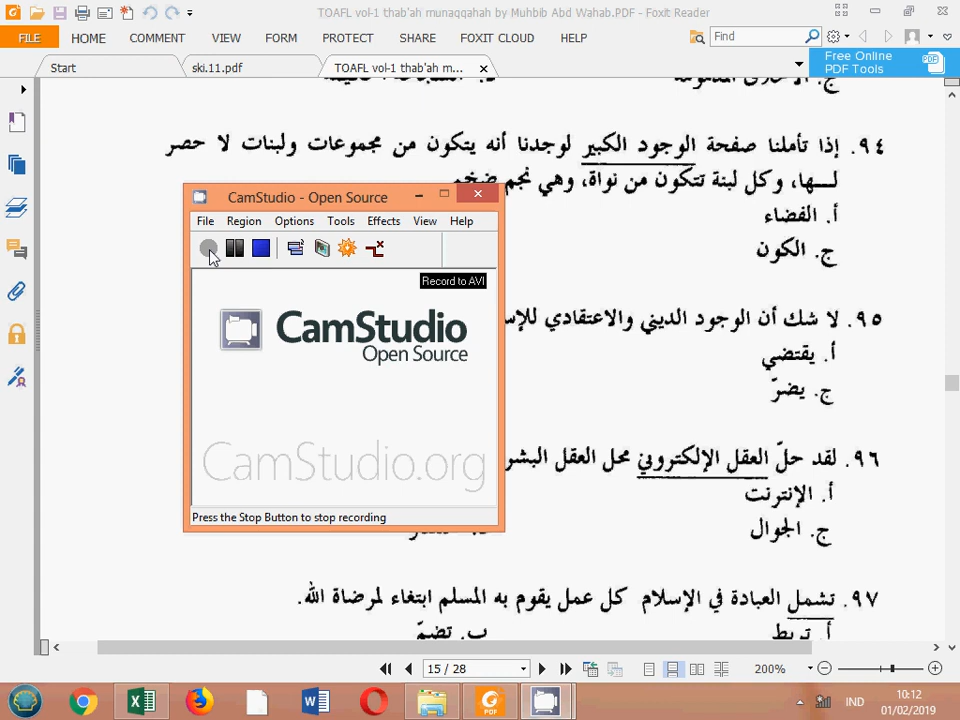 TOAFL vol-1 thab'ah munaqqahah by Muhbib Abd Wahab.PDF - Foxit Reader
FILE HOME COMMENT VIEW FORM PROTECT SHARE FOXIT CLOUD HELP Find
Start ski.11.pdf TOAFL vol-1 thab'ah m... Free Online
PDF Tools
٩٤. إذا تأملنا صفحة الوجود الكبير لوجدنا أنه يتكون من مجموعات ولبنات لا حصر
لـــها، وكل لبنة تتكون من نواة، وهي نجم ضخم
أ. الفضاء
ج. الكون
٩٥. لا شك أن الوجود الديني والاعتقادي
أ. يقتضي
ج. يضرّ
٩٦. لقد حلّ العقل الإلكتروني محل العقل
أ. الإنترنت
ج. الجوال
٩٧. تشمل العبادة في الإسلام كل عمل يقوم به المسلم ابتغاء لمرضاة الله.
أ. تربط ب. تضمّ
CamStudio - Open Source
File Region Options Tools Effects View Help
Record to AVI
CamStudio
Open Source
CamStudio.org
Press the Stop Button to stop recording
15 / 28 200%
IND 10:12
01/02/2019